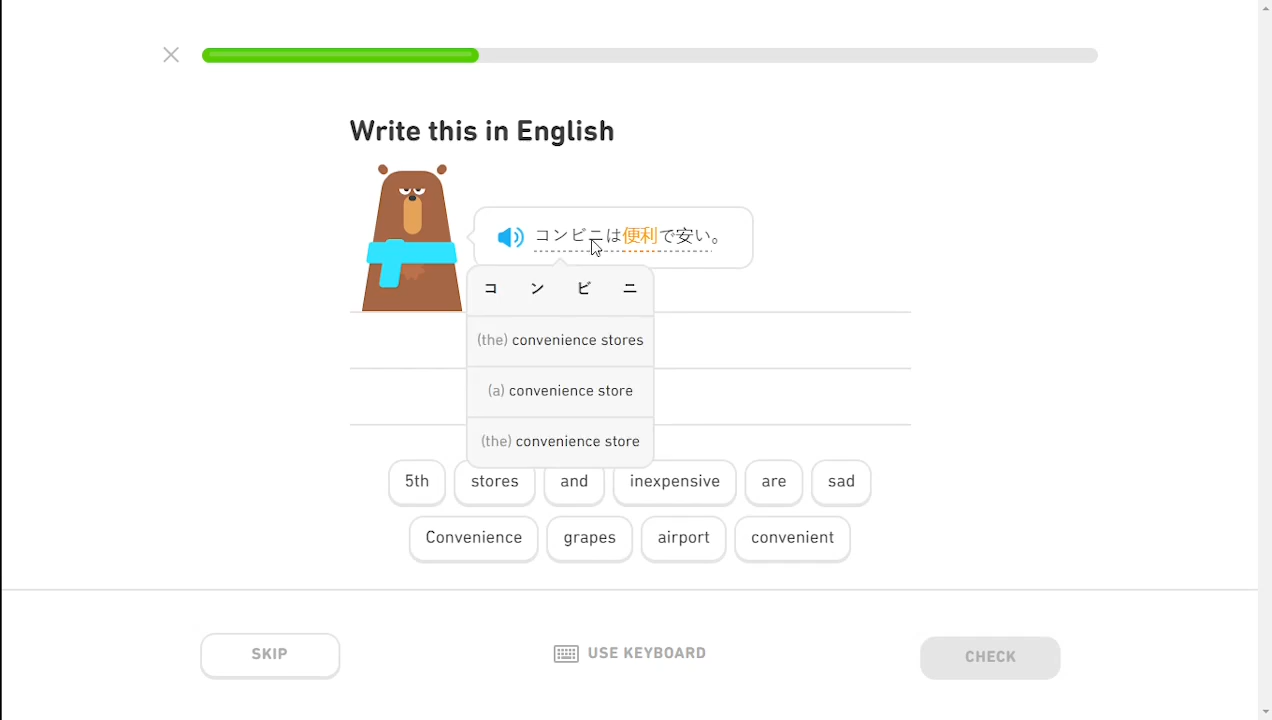 Write this in English
コンビニは便利で安い。
コ ン ビ ニ
(the) convenience stores
(a) convenience store
(the) convenience store
5th stores and inexpensive are sad
Convenience grapes airport convenient
SKIP USE KEYBOARD CHECK